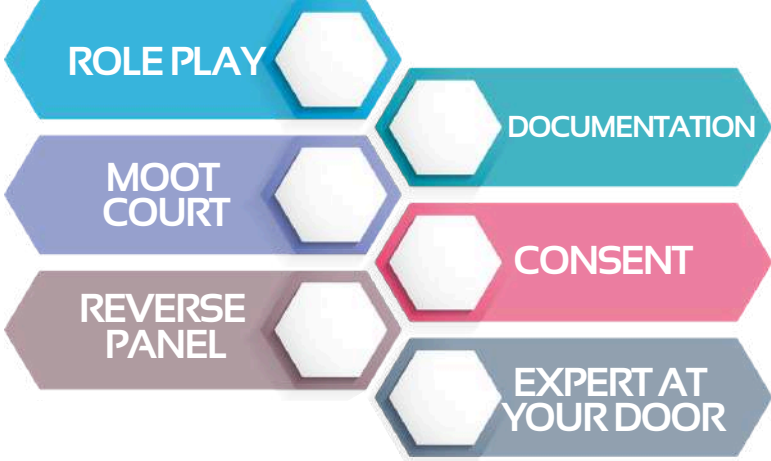 ROLE PLAY
DOCUMENTATION
MOOT
COURT
CONSENT
REVERSE
PANEL
EXPERT AT
YOUR DOOR